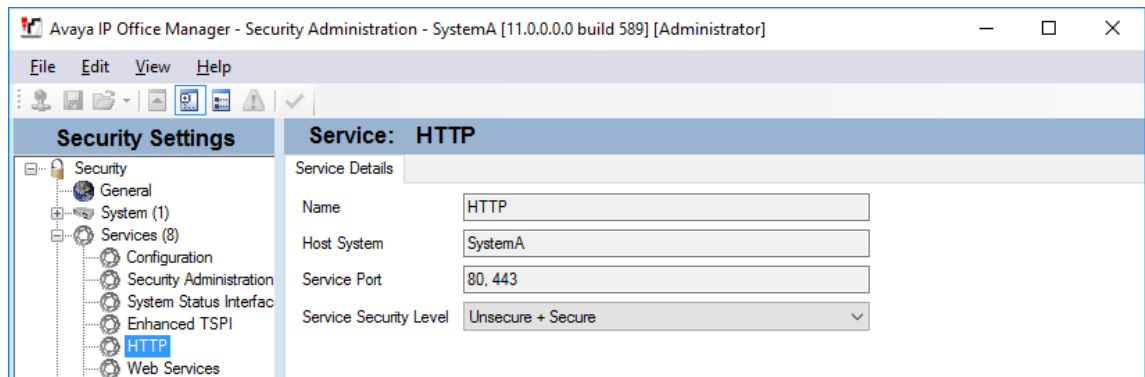 Avaya IP Office Manager - Security Administration - SystemA [11.0.0.0.0 build 589] [Administrator]
File Edit View Help
Security Settings
Service: HTTP
Security
General
System (1)
Services (8)
Configuration
Security Administration
System Status Interfac
Enhanced TSPI
HTTP
Web Services
Service Details
Name HTTP
Host System SystemA
Service Port 80, 443
Service Security Level Unsecure + Secure